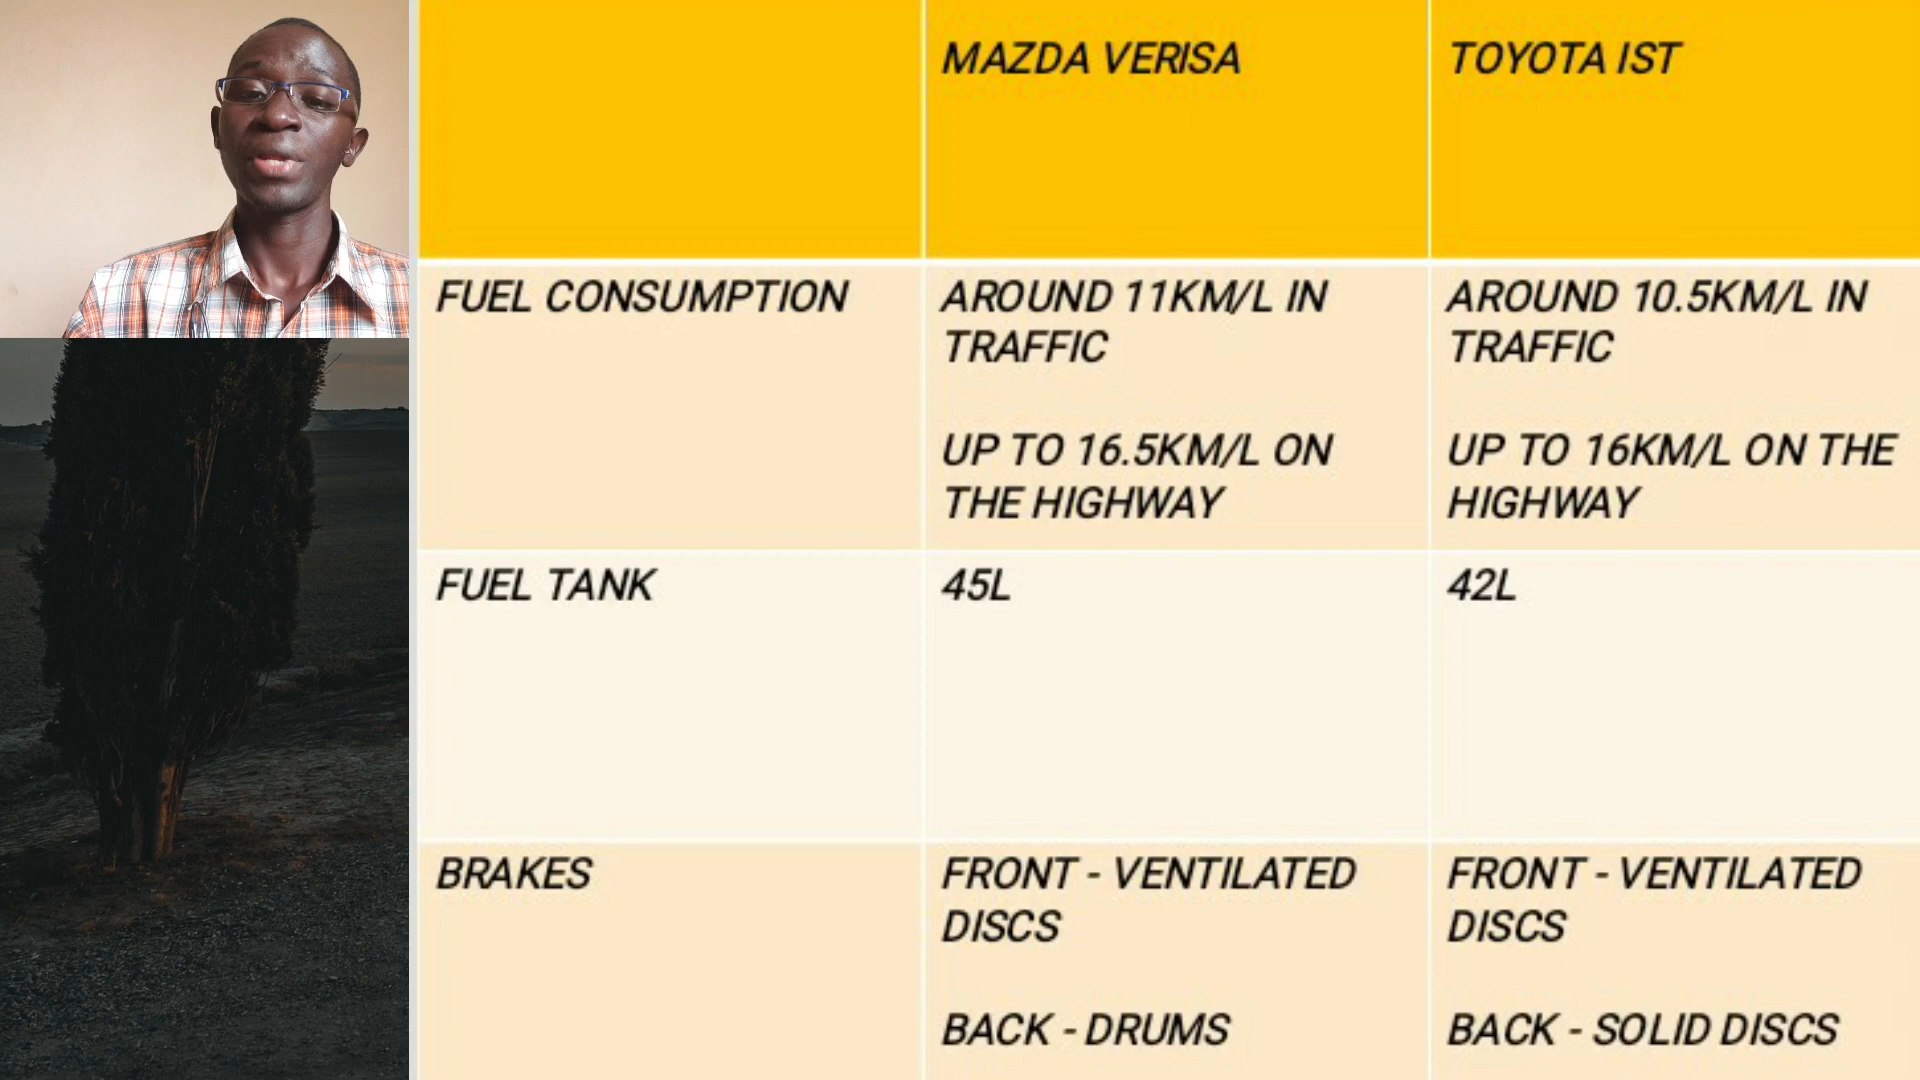 MAZDA VERISA
TOYOTA IST
FUEL CONSUMPTION
AROUND 11KM/L IN
TRAFFIC
UP TO 16.5KM/L ON
THE HIGHWAY
AROUND 10.5KM/L IN
TRAFFIC
UP TO 16KM/L ON THE
HIGHWAY
FUEL TANK
45L
42L
BRAKES
FRONT - VENTILATED
DISCS
BACK - DRUMS
FRONT - VENTILATED
DISCS
BACK - SOLID DISCS